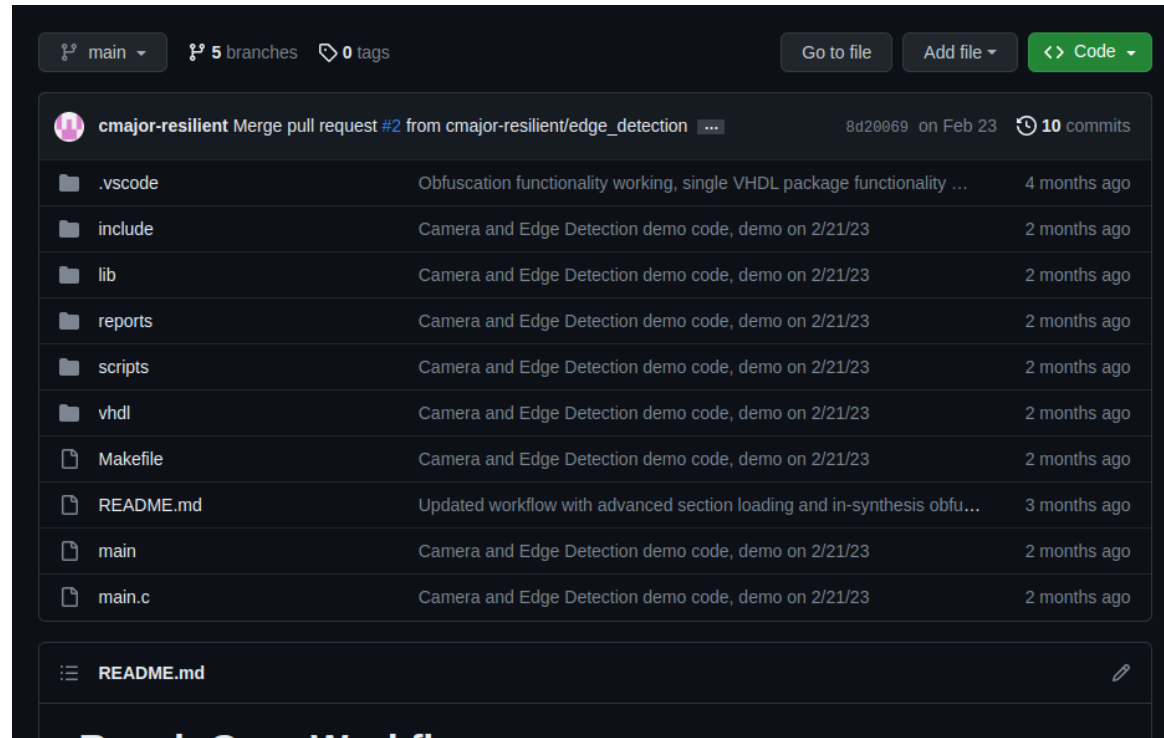 main 5 branches 0 tags Go to file Add file <> Code
cmajor-resilient Merge pull request #2 from cmajor-resilient/edge_detection ... 8d20069 on Feb 23 10 commits
.vscode Obfuscation functionality working, single VHDL package functionality … 4 months ago
include Camera and Edge Detection demo code, demo on 2/21/23 2 months ago
lib Camera and Edge Detection demo code, demo on 2/21/23 2 months ago
reports Camera and Edge Detection demo code, demo on 2/21/23 2 months ago
scripts Camera and Edge Detection demo code, demo on 2/21/23 2 months ago
vhdl Camera and Edge Detection demo code, demo on 2/21/23 2 months ago
Makefile Camera and Edge Detection demo code, demo on 2/21/23 2 months ago
README.md Updated workflow with advanced section loading and in-synthesis obfu… 3 months ago
main Camera and Edge Detection demo code, demo on 2/21/23 2 months ago
main.c Camera and Edge Detection demo code, demo on 2/21/23 2 months ago
README.md